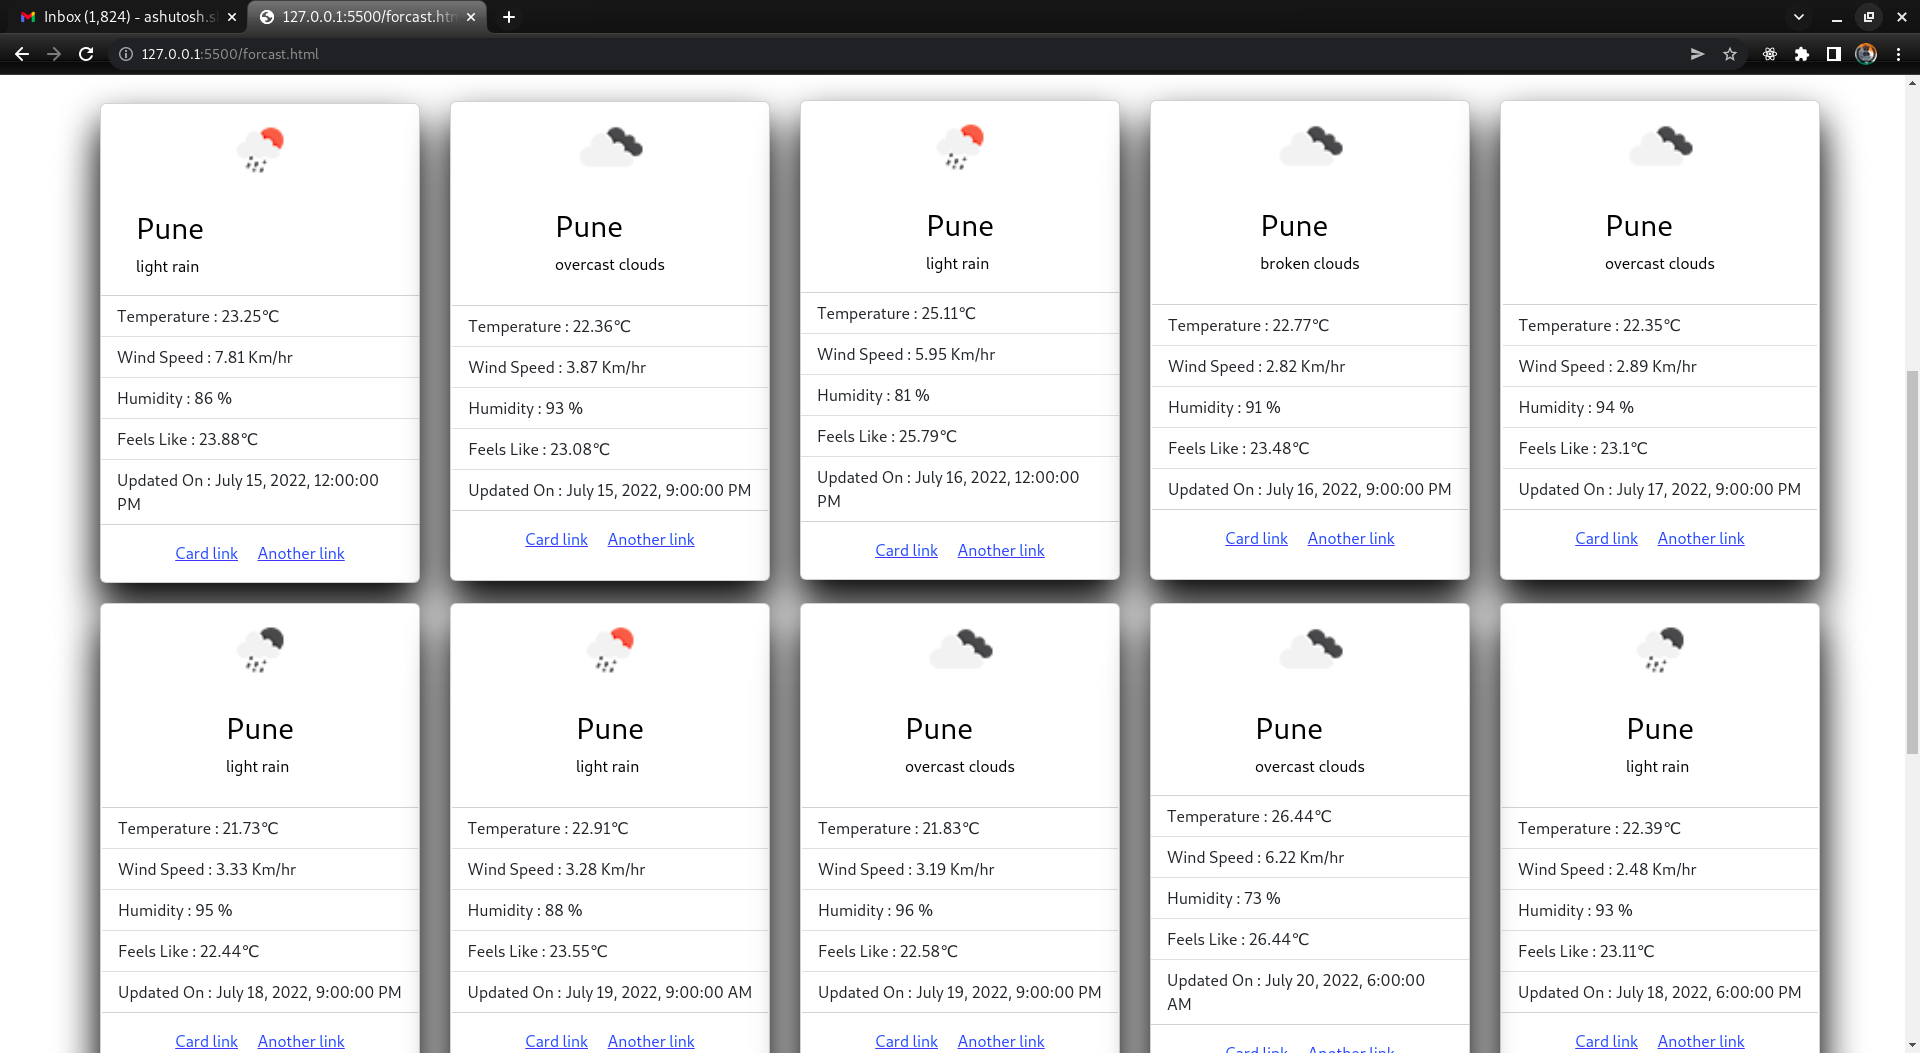 Inbox (1,824) - ashutosh.s
127.0.0.1:5500/forcast.htm
127.0.0.1:5500/forcast.html
Pune
light rain
Temperature : 23.25°C
Wind Speed : 7.81 Km/hr
Humidity : 86 %
Feels Like : 23.88°C
Updated On : July 15, 2022, 12:00:00
PM
Card link Another link
Pune
overcast clouds
Temperature : 22.36°C
Wind Speed : 3.87 Km/hr
Humidity : 93 %
Feels Like : 23.08°C
Updated On : July 15, 2022, 9:00:00 PM
Card link Another link
Pune
light rain
Temperature : 25.11°C
Wind Speed : 5.95 Km/hr
Humidity : 81 %
Feels Like : 25.79°C
Updated On : July 16, 2022, 12:00:00
PM
Card link Another link
Pune
broken clouds
Temperature : 22.77°C
Wind Speed : 2.82 Km/hr
Humidity : 91 %
Feels Like : 23.48°C
Updated On : July 16, 2022, 9:00:00 PM
Card link Another link
Pune
overcast clouds
Temperature : 22.35°C
Wind Speed : 2.89 Km/hr
Humidity : 94 %
Feels Like : 23.1°C
Updated On : July 17, 2022, 9:00:00 PM
Card link Another link
Pune
light rain
Temperature : 21.73°C
Wind Speed : 3.33 Km/hr
Humidity : 95 %
Feels Like : 22.44°C
Updated On : July 18, 2022, 9:00:00 PM
Card link Another link
Pune
light rain
Temperature : 22.91°C
Wind Speed : 3.28 Km/hr
Humidity : 88 %
Feels Like : 23.55°C
Updated On : July 19, 2022, 9:00:00 AM
Card link Another link
Pune
overcast clouds
Temperature : 21.83°C
Wind Speed : 3.19 Km/hr
Humidity : 96 %
Feels Like : 22.58°C
Updated On : July 19, 2022, 9:00:00 PM
Card link Another link
Pune
overcast clouds
Temperature : 26.44°C
Wind Speed : 6.22 Km/hr
Humidity : 73 %
Feels Like : 26.44°C
Updated On : July 20, 2022, 6:00:00
AM
Card link Another link
Pune
light rain
Temperature : 22.39°C
Wind Speed : 2.48 Km/hr
Humidity : 93 %
Feels Like : 23.11°C
Updated On : July 18, 2022, 6:00:00 PM
Card link Another link